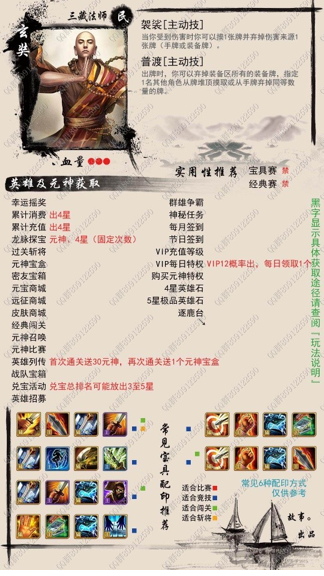 三藏法师
民
玄奘
袈裟[主动技]
当你受到伤害时你可以摸1张牌并弃掉伤害来源1
张牌（手牌或装备牌）。
普渡[主动技]
出牌时，你可以弃掉装备区所有的装备牌，指定
1名其他角色从牌堆顶摸取或从手牌弃掉同等数
量的牌。
血量
实用性推荐
宝具赛 禁
经典赛 禁
英雄及元神获取
幸运摇奖
累计消费 出4星
累计充值 出4星
龙脉探宝 元神，4星（固定次数）
过关斩将
元神宝盒
密友宝箱
元宝商城
远征商城
皮肤商城
经典闯关
元神召唤
元神比赛
英雄列传 首次通关送30元神，再次通关送1个元神宝盒
战队宝箱
兑宝活动 兑宝总排名可能放出3至5星
英雄招募
群雄争霸
神秘任务
每月签到
节日签到
VIP充值等级
VIP每日特权 VIP12概率出，每日领取1个
购买元神特权
4星英雄石
5星极品英雄石
逐鹿台
黑字显示具体获取途径请查阅『玩法说明』
常见宝具配印推荐
适合比赛
适合竞技
适合闯关
适合斩将
常见6种配印方式
仅供参考
故事。
出品